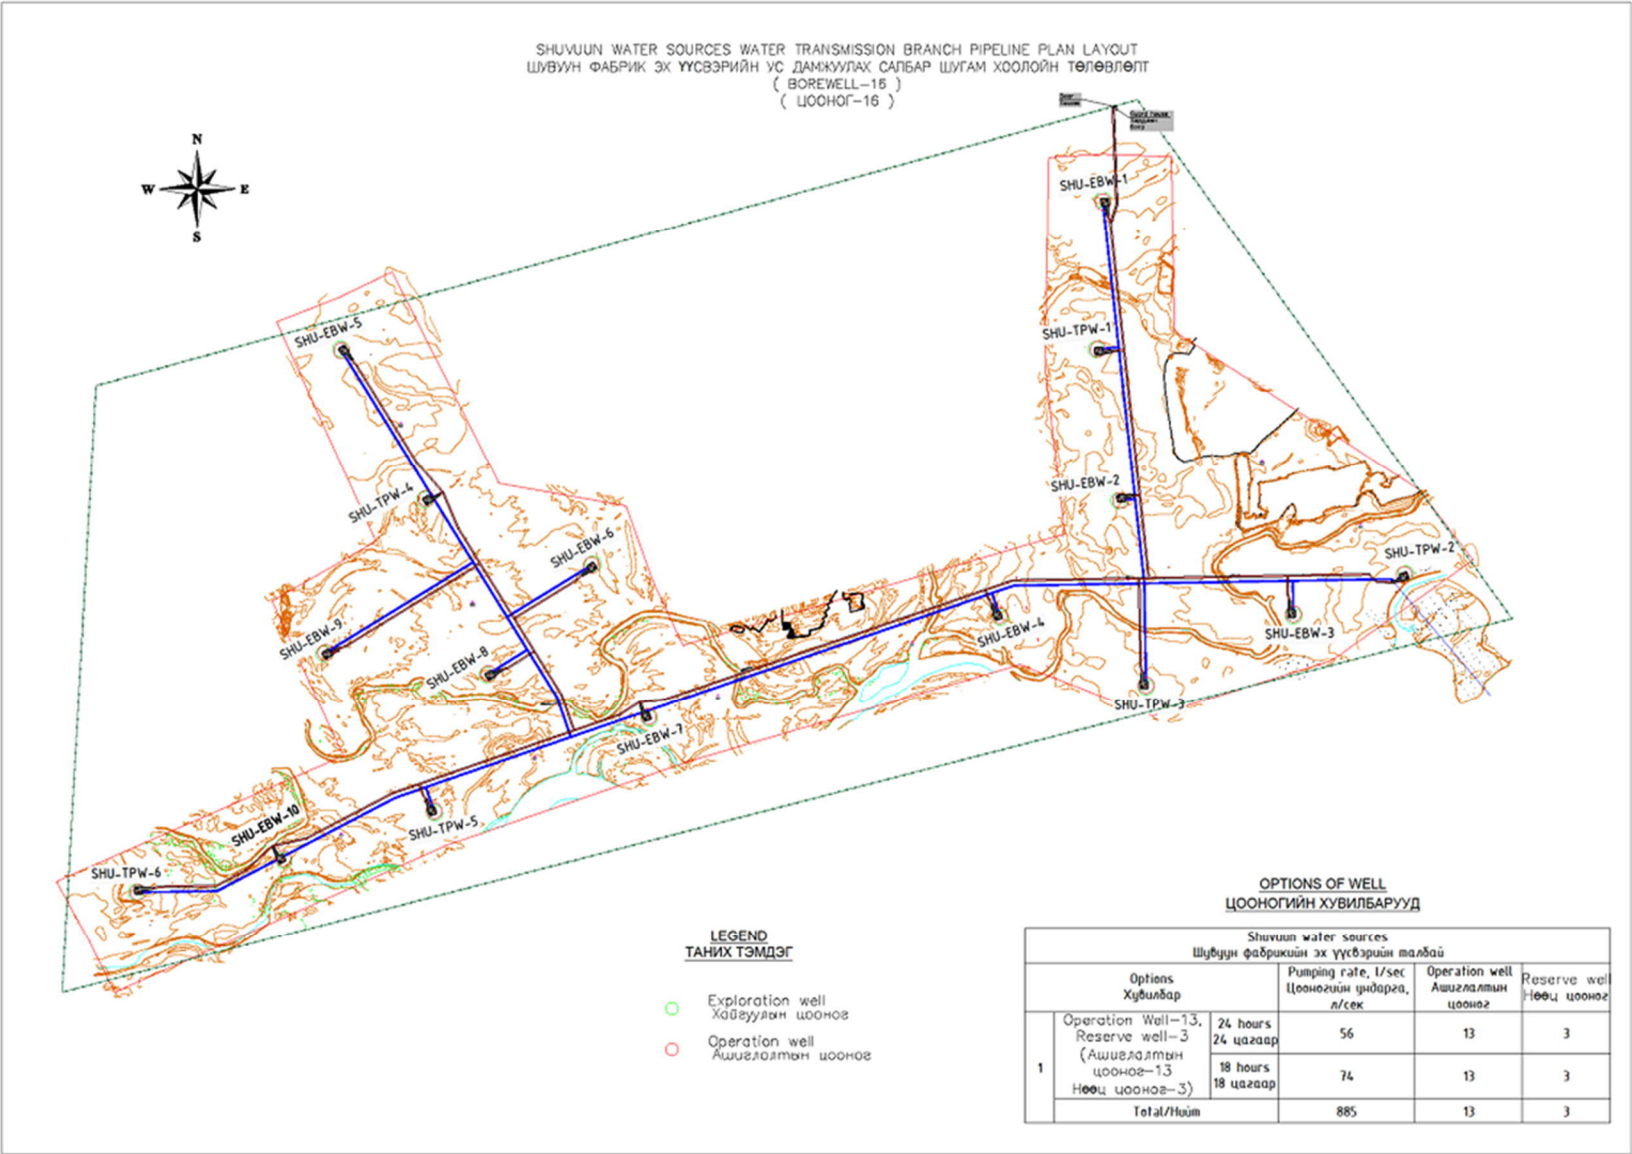 SHUVUUN WATER SOURCES WATER TRANSMISSION BRANCH PIPELINE PLAN LAYOUT
ШУВУУН ФАБРИК ЭХ ҮҮСВЭРИЙН УС ДАМЖУУЛАХ САЛБАР ШУГАМ ХООЛОЙН ТӨЛӨВЛӨЛТ
( BOREWELL-16 )
( ЦООНОГ-16 )
N
W E
S
SHU-EBW-1
SHU-EBW-5
SHU-TPW-1
SHU-EBW-2
SHU-TPW-4
SHU-EBW-6
SHU-TPW-2
SHU-EBW-9
SHU-EBW-4
SHU-EBW-3
SHU-EBW-8
SHU-TPW-3
SHU-EBW-7
SHU-EBW-10
SHU-TPW-5
SHU-TPW-6
LEGEND
ТАНИХ ТЭМДЭГ
Exploration well
Хайгуулын цооног
Operation well
Ашиглолтын цооног
OPTIONS OF WELL
ЦООНОГИЙН ХУВИЛБАРУУД
Shuvuun water sources
Шувуун фабрикийн эх үүсвэрийн талбай
Options
Хувилбар
Pumping rate, l/sec
Цооногийн ундарга,
л/сек
Operation well
Ашиглалтын
цооног
Reserve well
Нөөц цооног
1
Operation Well-13,
Reserve well-3
(Ашиглалтын
цооног-13
Нөөц цооног-3)
24 hours
24 цагаар
56
13
3
18 hours
18 цагаар
74
13
3
Total/Нийт
885
13
3